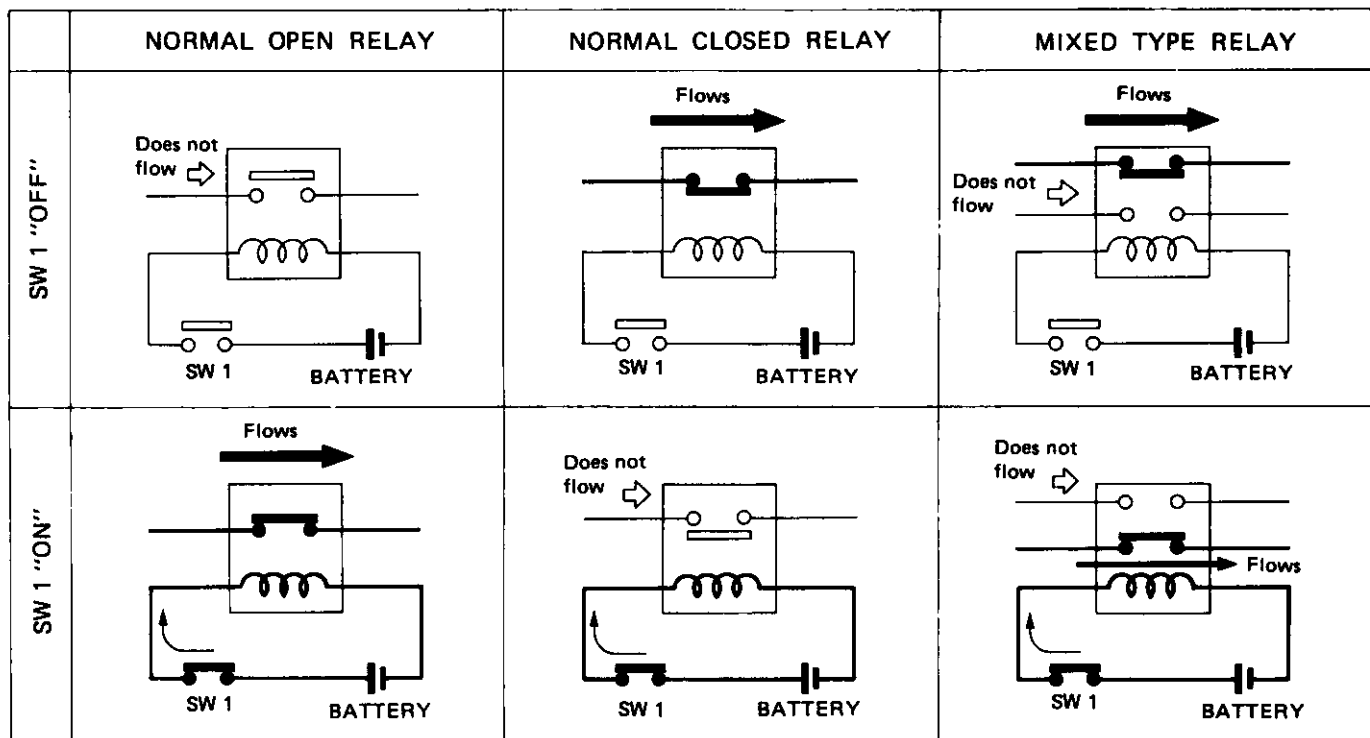 NORMAL OPEN RELAY
NORMAL CLOSED RELAY
MIXED TYPE RELAY
SW 1 "OFF"
Does not
flow
SW 1
BATTERY
Flows
SW 1
BATTERY
Flows
Does not
flow
SW 1
BATTERY
SW 1 "ON"
Flows
SW 1
BATTERY
Does not
flow
SW 1
BATTERY
Does not
flow
Flows
SW 1
BATTERY